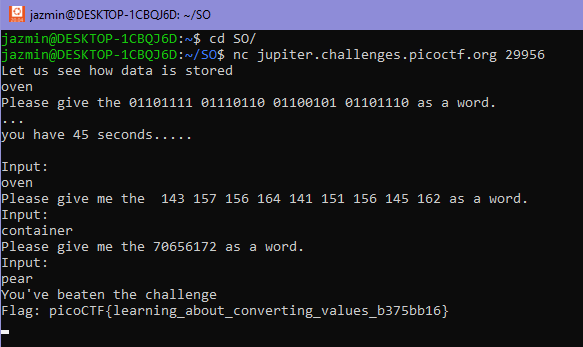 jazmin@DESKTOP-1CBQJ6D: ~/SO
jazmin@DESKTOP-1CBQJ6D:~$ cd SO/
jazmin@DESKTOP-1CBQJ6D:~/SO$ nc jupiter.challenges.picoctf.org 29956
Let us see how data is stored
oven
Please give the 01101111 01110110 01100101 01101110 as a word.
...
you have 45 seconds.....
Input:
oven
Please give me the  143 157 156 164 141 151 156 145 162 as a word.
Input:
container
Please give me the 70656172 as a word.
Input:
pear
You've beaten the challenge
Flag: picoCTF{learning_about_converting_values_b375bb16}